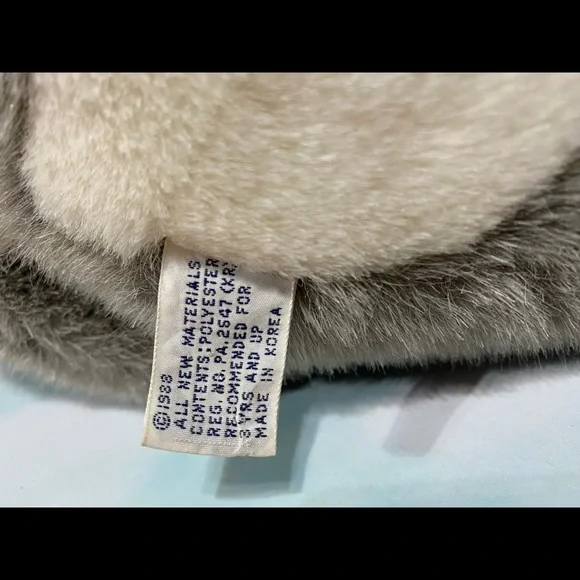 ©1988
ALL NEW MATERIALS
CONTENTS:POLYESTER
REG. NO. PA. 2647 (KR)
RECOMMENDED FOR
3 YRS AND UP
MADE IN KOREA